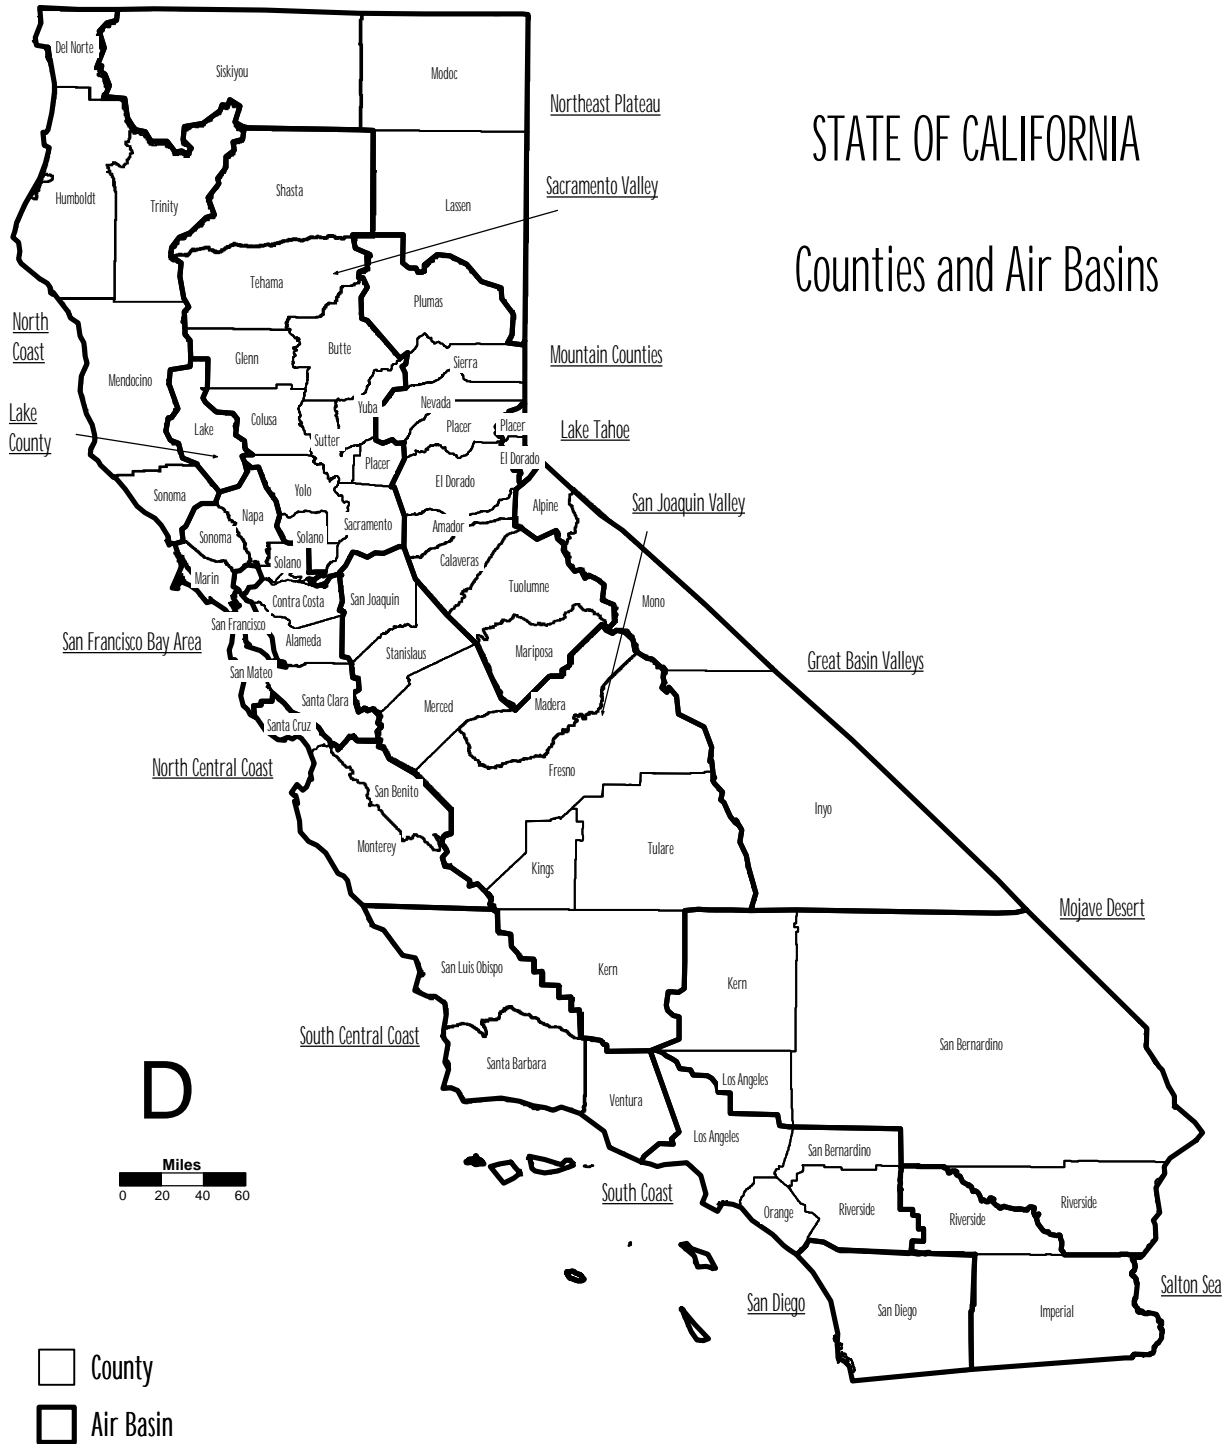 STATE OF CALIFORNIA
Counties and Air Basins
Del Norte
Siskiyou
Modoc
Northeast Plateau
Sacramento Valley
Humboldt
Trinity
Shasta
Lassen
Tehama
Plumas
North
Coast
Glenn
Butte
Sierra
Mountain Counties
Mendocino
Lake
County
Lake
Colusa
Sutter
Yuba
Nevada
Placer
Placer
Lake Tahoe
Placer
El Dorado
El Dorado
Sonoma
Yolo
Napa
Sacramento
Alpine
San Joaquin Valley
Sonoma
Solano
Amador
Solano
Calaveras
Marin
Contra Costa
San Joaquin
Tuolumne
Mono
San Francisco
San Francisco Bay Area
Alameda
Stanislaus
Mariposa
Great Basin Valleys
San Mateo
Santa Clara
Merced
Madera
Santa Cruz
North Central Coast
Fresno
San Benito
Inyo
Monterey
Tulare
Kings
Mojave Desert
San Luis Obispo
Kern
Kern
South Central Coast
San Bernardino
Santa Barbara
Los Angeles
Ventura
D
Los Angeles
San Bernardino
Miles
0 20 40 60
South Coast
Orange
Riverside
Riverside
Riverside
San Diego
San Diego
Imperial
Salton Sea
County
Air Basin